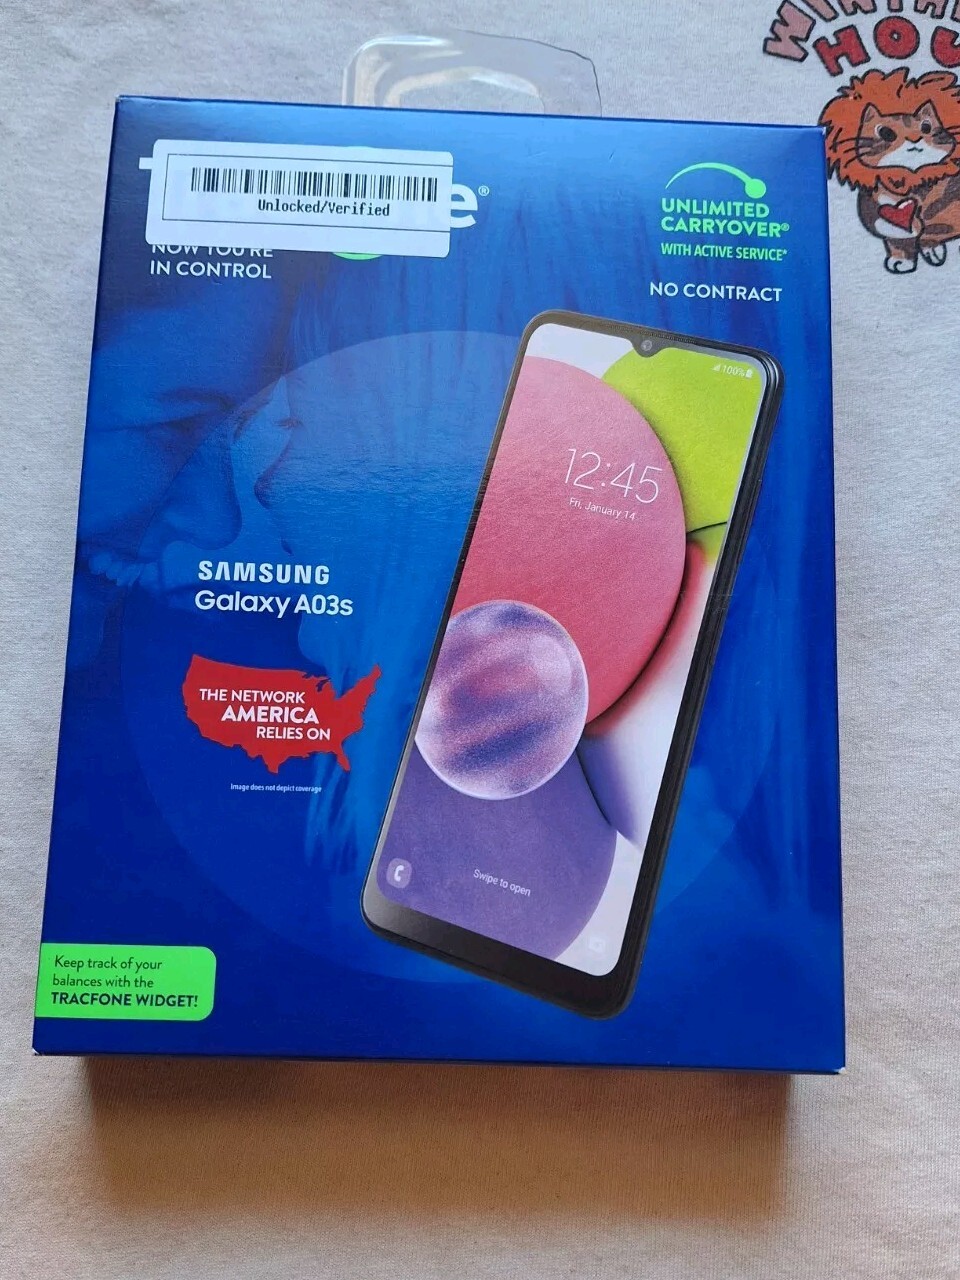 Unlocked/Verified
NOW YOU'RE
IN CONTROL
UNLIMITED
CARRYOVER®
WITH ACTIVE SERVICE*
NO CONTRACT
100%
12:45
Fri, January 14
SAMSUNG
Galaxy A03s
THE NETWORK
AMERICA
RELIES ON
Image does not depict coverage
Swipe to open
Keep track of your
balances with the
TRACFONE WIDGET!